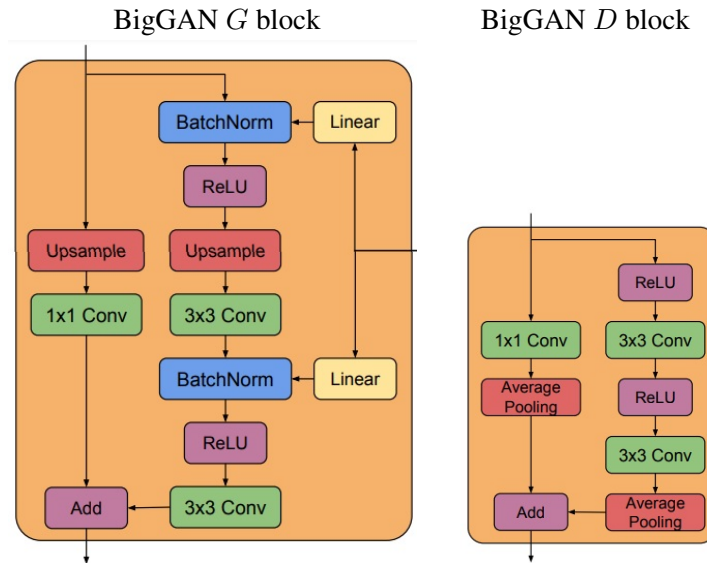 BigGAN G block
BatchNorm
Linear
ReLU
Upsample
Upsample
1x1 Conv
3x3 Conv
BatchNorm
Linear
ReLU
Add
3x3 Conv
BigGAN D block
ReLU
1x1 Conv
3x3 Conv
Average
Pooling
ReLU
3x3 Conv
Add
Average
Pooling